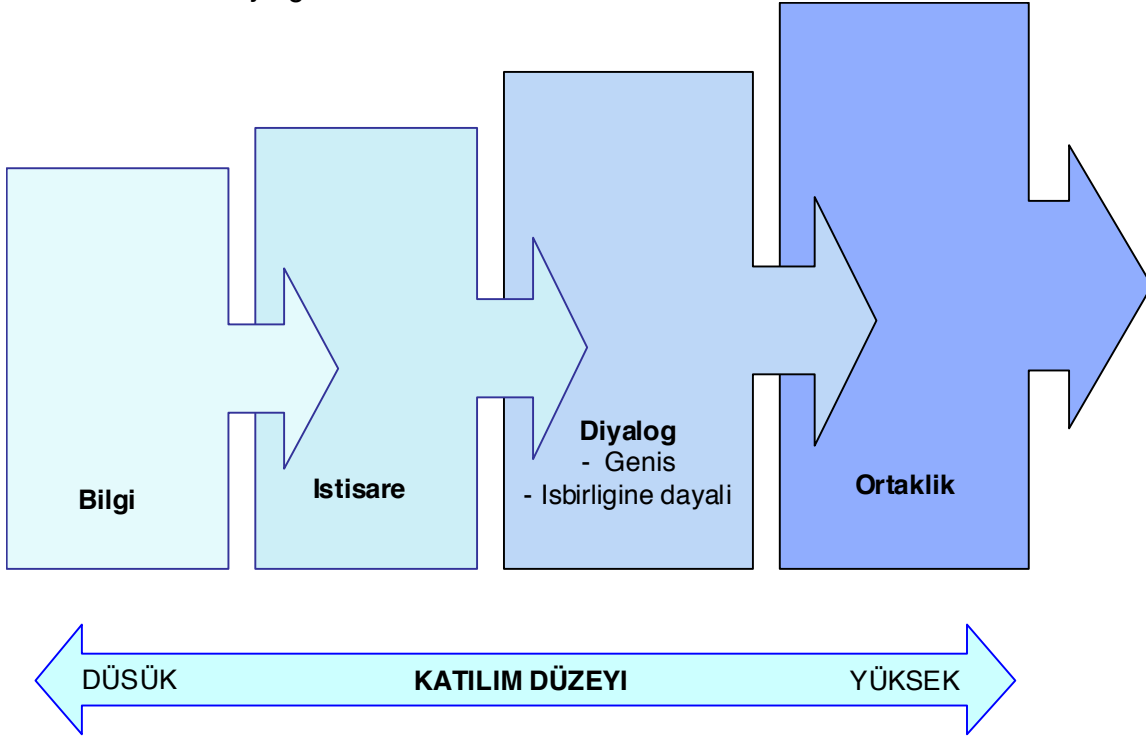 Bilgi
Istisare
Diyalog
- Genis
- Isbirligine dayali
Ortaklik
DÜSÜK KATILIM DÜZEYI YÜKSEK